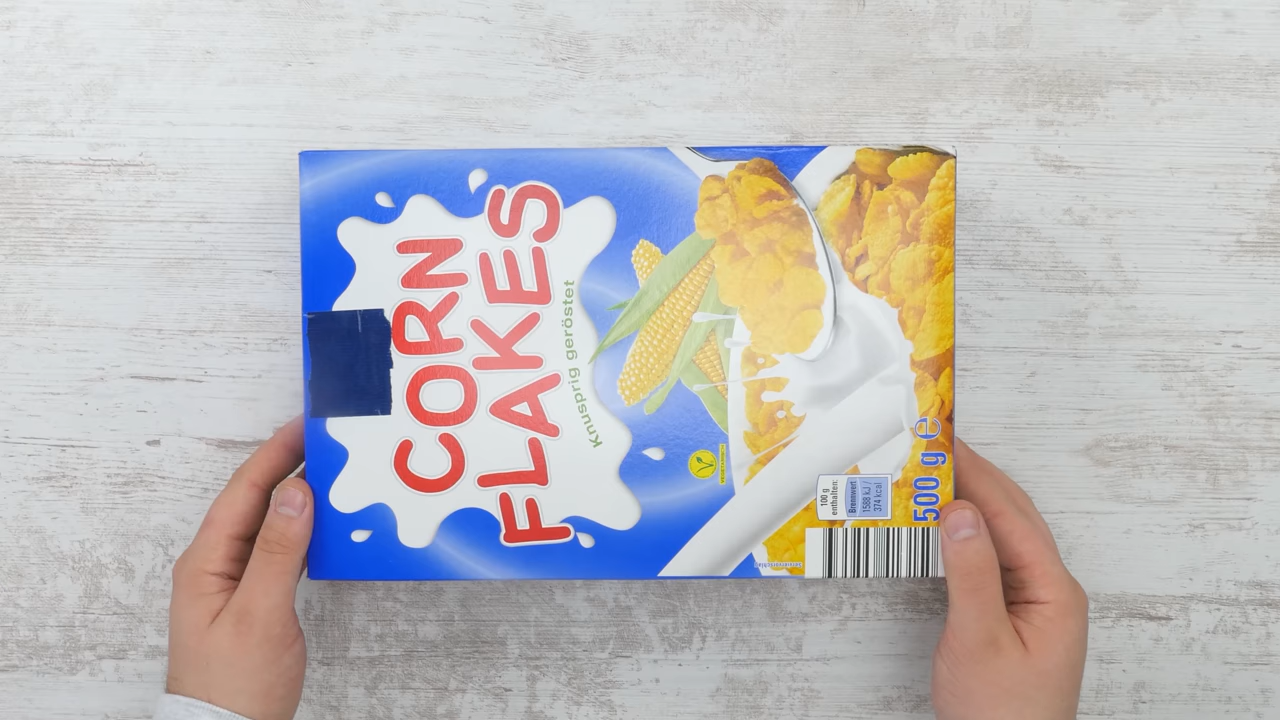 CORN
FLAKES
Knusprig geröstet
100 g
enthalten:
Brennwert
1588 kJ /
374 kcal
500 g e